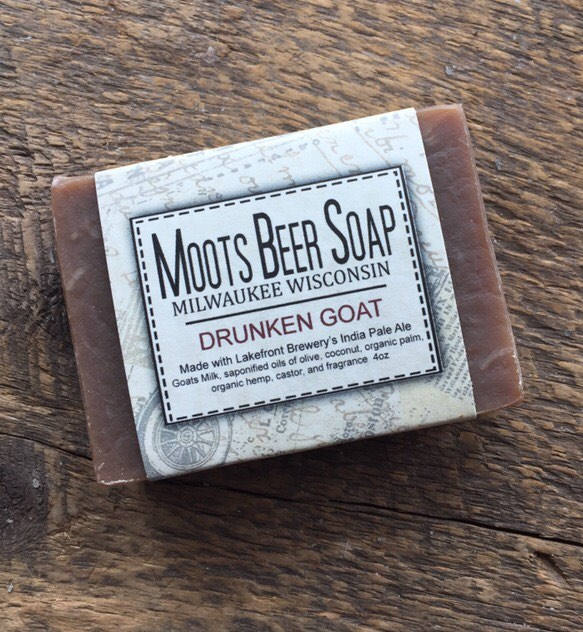 MOOTS BEER SOAP
MILWAUKEE WISCONSIN
DRUNKEN GOAT
Made with Lakefront Brewery's India Pale Ale
Goats Milk, saponified oils of olive, coconut, organic palm,
organic hemp, castor, and fragrance 4oz